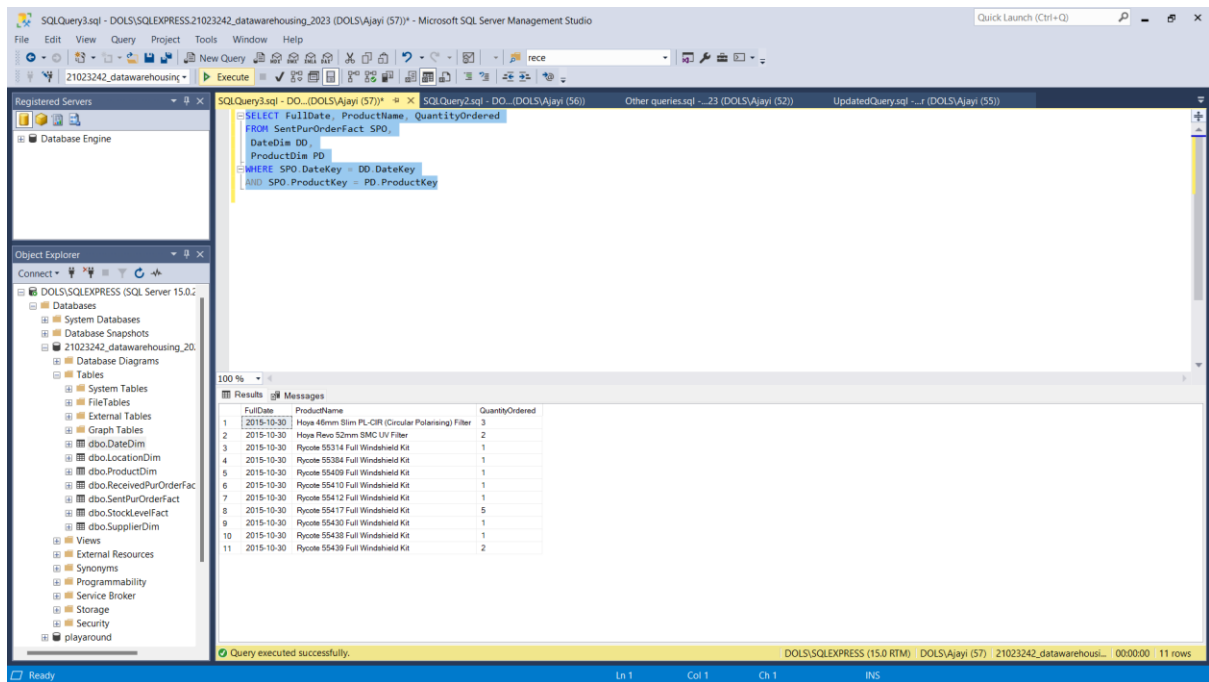 SQLQuery3.sql - DOLS\SQLEXPRESS.21023242_datawarehousing_2023 (DOLS\Ajayi (57))* - Microsoft SQL Server Management Studio
Quick Launch (Ctrl+Q)
File Edit View Query Project Tools Window Help
New Query
rece
21023242_datawarehousing
Execute
Registered Servers
SQLQuery3.sql - DO...(DOLS\Ajayi (57))*
SQLQuery2.sql - DO...(DOLS\Ajayi (56))
Other queries.sql -...23 (DOLS\Ajayi (52))
UpdatedQuery.sql -...r (DOLS\Ajayi (55))
Database Engine
SELECT FullDate, ProductName, QuantityOrdered
FROM SentPurOrderFact SPO,
DateDim DD,
ProductDim PD
WHERE SPO.DateKey = DD.DateKey
AND SPO.ProductKey = PD.ProductKey
Object Explorer
Connect
DOLS\SQLEXPRESS (SQL Server 15.0.2
Databases
System Databases
Database Snapshots
21023242_datawarehousing_20
Database Diagrams
Tables
System Tables
FileTables
External Tables
Graph Tables
dbo.DateDim
dbo.LocationDim
dbo.ProductDim
dbo.ReceivedPurOrderFac
dbo.SentPurOrderFact
dbo.StockLevelFact
dbo.SupplierDim
Views
External Resources
Synonyms
Programmability
Service Broker
Storage
Security
playaround
100 %
Results Messages
FullDate ProductName QuantityOrdered
1 2015-10-30 Hoya 46mm Slim PL-CIR (Circular Polarising) Filter 3
2 2015-10-30 Hoya Revo 52mm SMC UV Filter 2
3 2015-10-30 Rycote 55314 Full Windshield Kit 1
4 2015-10-30 Rycote 55384 Full Windshield Kit 1
5 2015-10-30 Rycote 55409 Full Windshield Kit 1
6 2015-10-30 Rycote 55410 Full Windshield Kit 1
7 2015-10-30 Rycote 55412 Full Windshield Kit 1
8 2015-10-30 Rycote 55417 Full Windshield Kit 5
9 2015-10-30 Rycote 55430 Full Windshield Kit 1
10 2015-10-30 Rycote 55438 Full Windshield Kit 1
11 2015-10-30 Rycote 55439 Full Windshield Kit 2
Query executed successfully.
DOLS\SQLEXPRESS (15.0 RTM) DOLS\Ajayi (57) 21023242_datawarehousi... 00:00:00 11 rows
Ready Ln 1 Col 1 Ch 1 INS